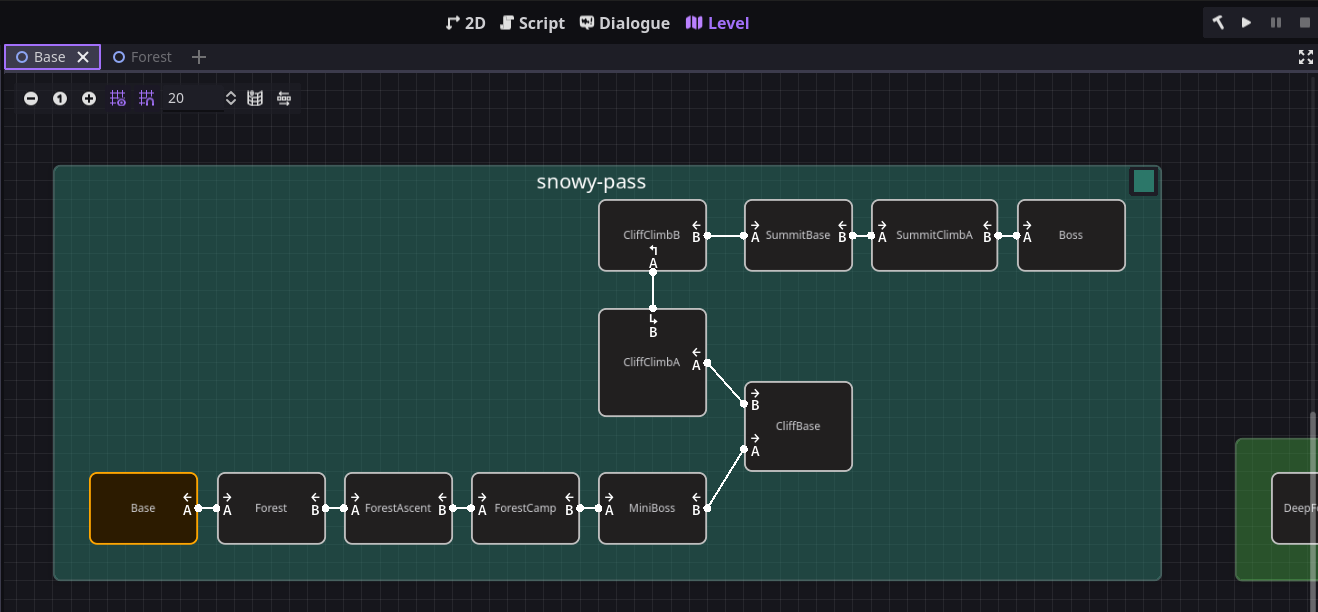 2D Script Dialogue Level
Base Forest
1 20
snowy-pass
CliffClimbB B A
A SummitBase B
A SummitClimbA B
A Boss
B CliffClimbA A
B CliffBase A
Base A
A Forest B
A ForestAscent B
A ForestCamp B
A MiniBoss B